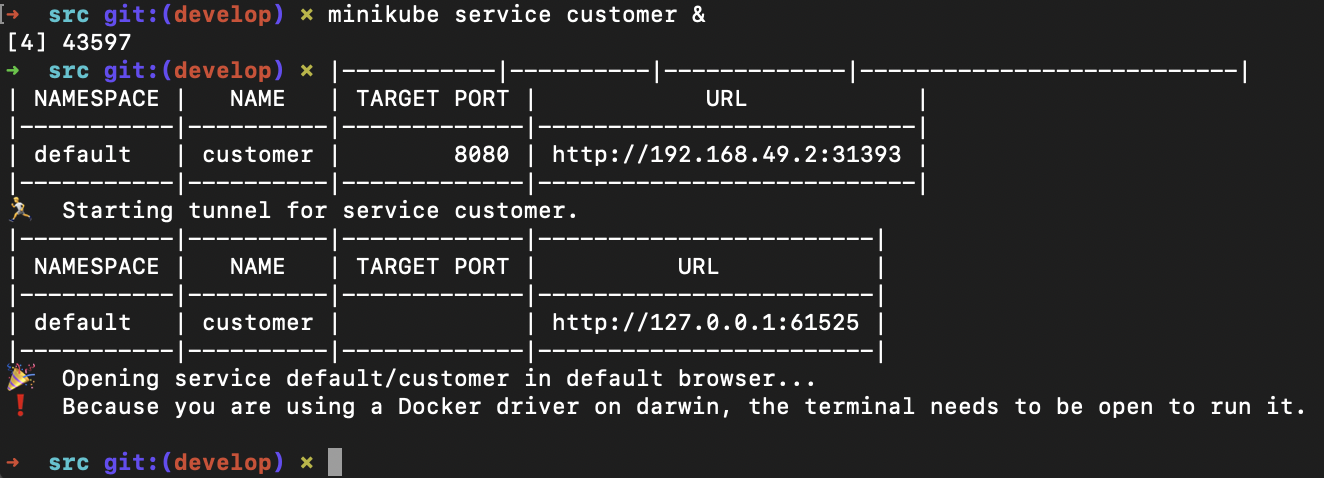 →  src git:(develop) × minikube service customer &
[4] 43597
→  src git:(develop) × |-----------|----------|-------------|---------------------------|
| NAMESPACE |   NAME   | TARGET PORT |            URL            |
|-----------|----------|-------------|---------------------------|
| default   | customer |        8080 | http://192.168.49.2:31393 |
|-----------|----------|-------------|---------------------------|
🏃  Starting tunnel for service customer.
|-----------|----------|-------------|------------------------|
| NAMESPACE |   NAME   | TARGET PORT |          URL           |
|-----------|----------|-------------|------------------------|
| default   | customer |             | http://127.0.0.1:61525 |
|-----------|----------|-------------|------------------------|
🎉  Opening service default/customer in default browser...
❗  Because you are using a Docker driver on darwin, the terminal needs to be open to run it.
→  src git:(develop) ×